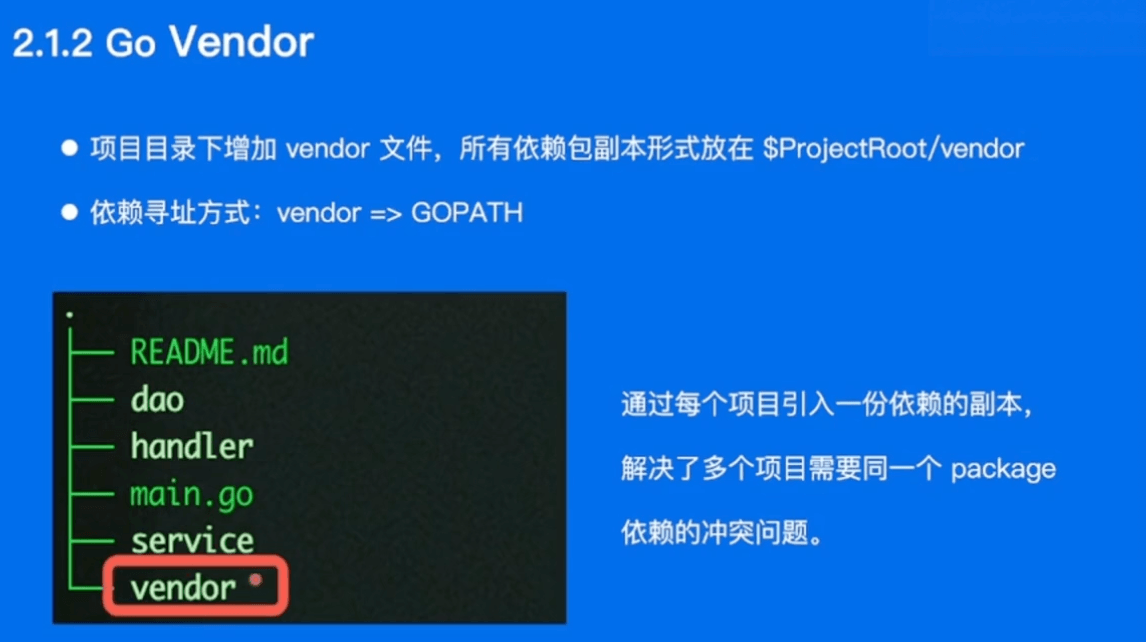 2.1.2 Go Vendor
● 项目目录下增加 vendor 文件，所有依赖包副本形式放在 $ProjectRoot/vendor
● 依赖寻址方式：vendor => GOPATH
.
README.md
dao
handler
main.go
service
vendor
通过每个项目引入一份依赖的副本，
解决了多个项目需要同一个 package
依赖的冲突问题。